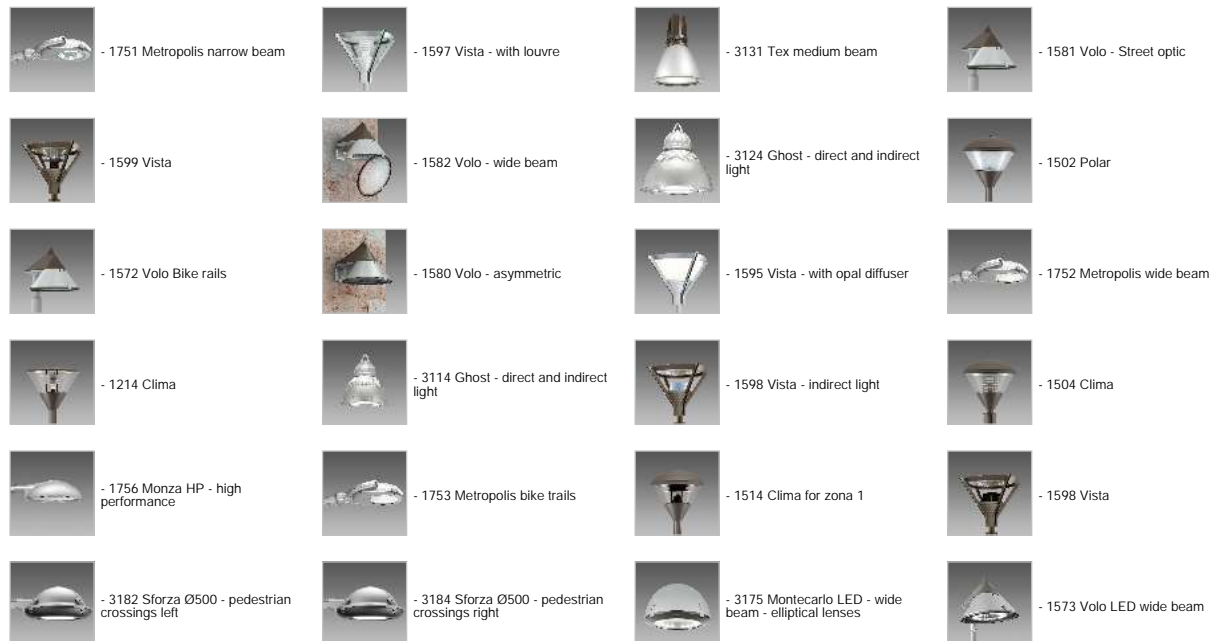 - 1751 Metropolis narrow beam
- 1597 Vista - with louvre
- 3131 Tex medium beam
- 1581 Volo - Street optic
- 1599 Vista
- 1582 Volo - wide beam
- 3124 Ghost - direct and indirect
light
- 1502 Polar
- 1572 Volo Bike rails
- 1580 Volo - asymmetric
- 1595 Vista - with opal diffuser
- 1752 Metropolis wide beam
- 1214 Clima
- 3114 Ghost - direct and indirect
light
- 1598 Vista - indirect light
- 1504 Clima
- 1756 Monza HP - high
performance
- 1753 Metropolis bike trails
- 1514 Clima for zona 1
- 1598 Vista
- 3182 Sforza Ø500 - pedestrian
crossings left
- 3184 Sforza Ø500 - pedestrian
crossings right
- 3175 Montecarlo LED - wide
beam - elliptical lenses
- 1573 Volo LED wide beam